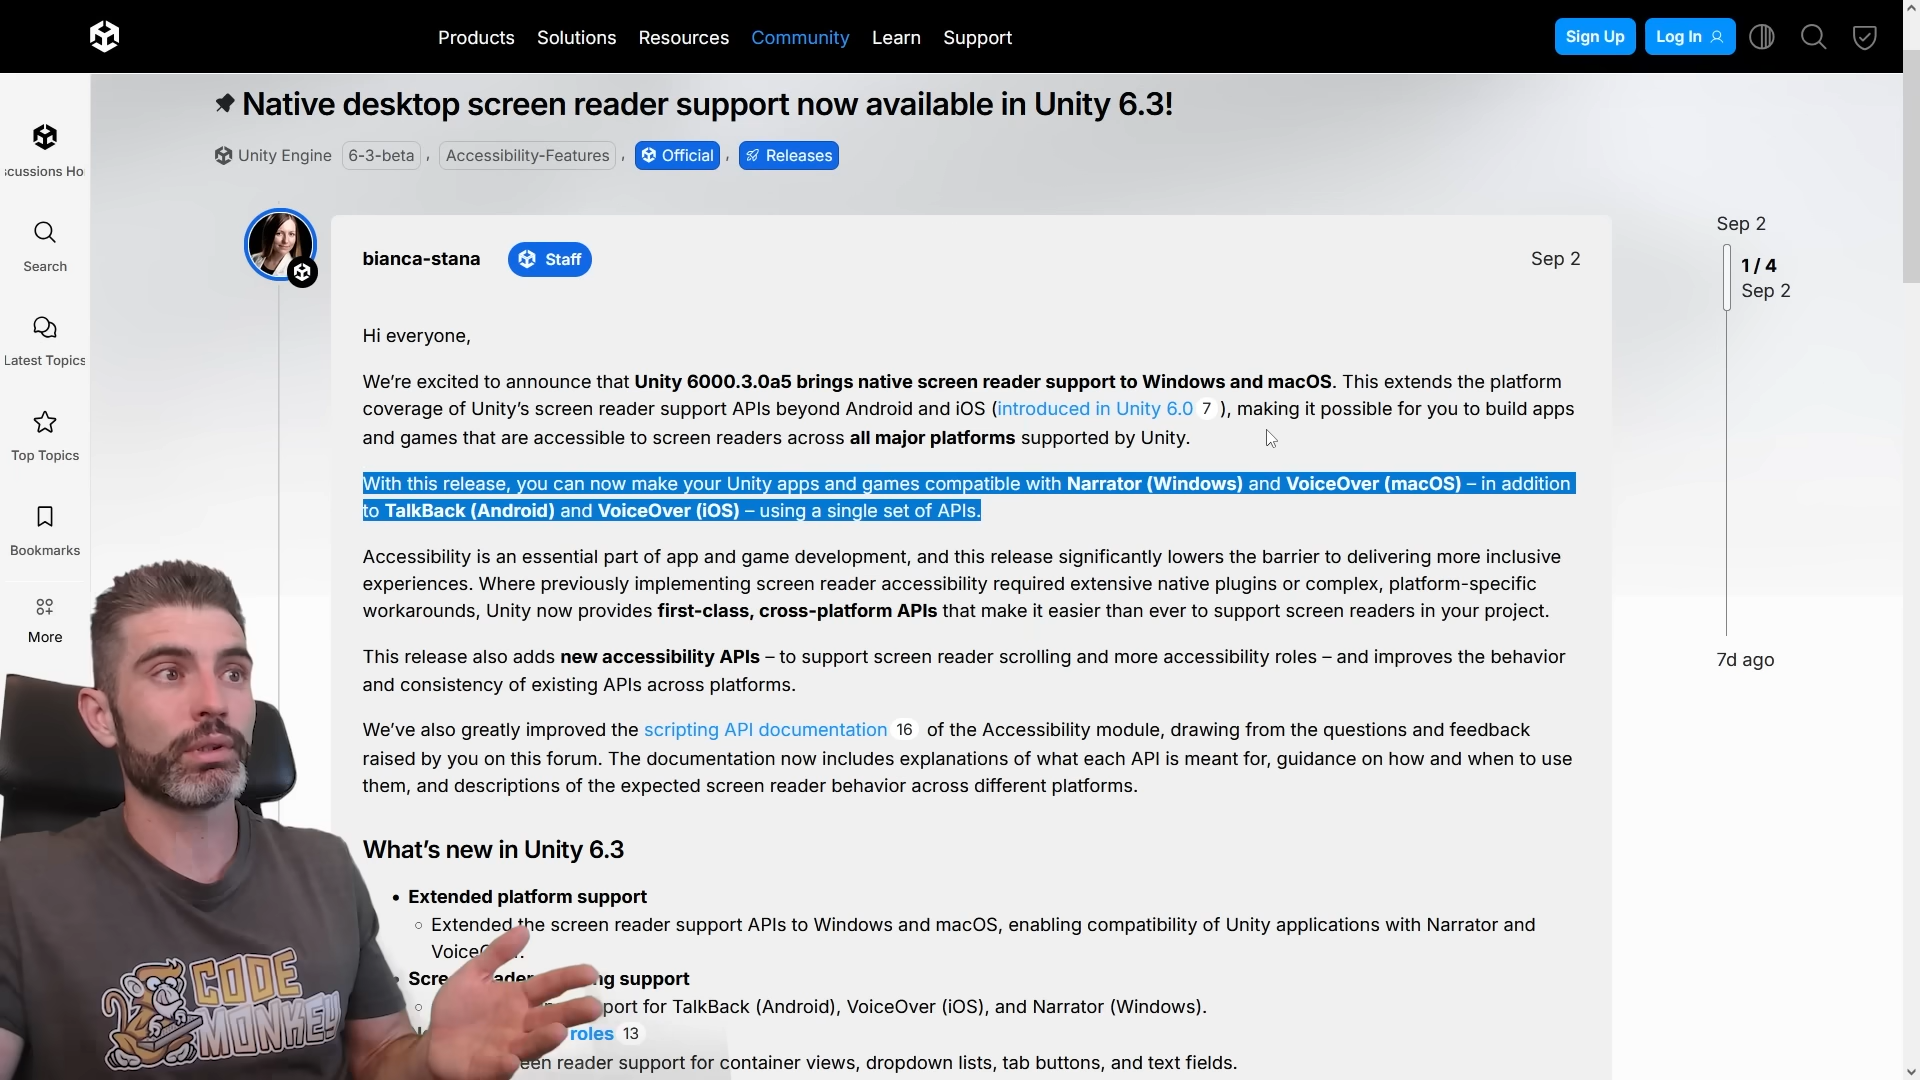 Products Solutions Resources Community Learn Support
Sign Up
Log In
Native desktop screen reader support now available in Unity 6.3!
Unity Engine 6-3-beta , Accessibility-Features , Official , Releases
scussions Ho
Search
Latest Topics
Top Topics
Bookmarks
More
bianca-stana
Staff
Sep 2
Hi everyone,
We're excited to announce that Unity 6000.3.0a5 brings native screen reader support to Windows and macOS. This extends the platform
coverage of Unity's screen reader support APIs beyond Android and iOS (introduced in Unity 6.0 7 ), making it possible for you to build apps
and games that are accessible to screen readers across all major platforms supported by Unity.
With this release, you can now make your Unity apps and games compatible with Narrator (Windows) and VoiceOver (macOS) – in addition
to TalkBack (Android) and VoiceOver (iOS) – using a single set of APIs.
Accessibility is an essential part of app and game development, and this release significantly lowers the barrier to delivering more inclusive
experiences. Where previously implementing screen reader accessibility required extensive native plugins or complex, platform-specific
workarounds, Unity now provides first-class, cross-platform APIs that make it easier than ever to support screen readers in your project.
This release also adds new accessibility APIs – to support screen reader scrolling and more accessibility roles – and improves the behavior
and consistency of existing APIs across platforms.
We've also greatly improved the scripting API documentation 16 of the Accessibility module, drawing from the questions and feedback
raised by you on this forum. The documentation now includes explanations of what each API is meant for, guidance on how and when to use
them, and descriptions of the expected screen reader behavior across different platforms.
What's new in Unity 6.3
• Extended platform support
Extended the screen reader support APIs to Windows and macOS, enabling compatibility of Unity applications with Narrator and
Voice
support
port for TalkBack (Android), VoiceOver (iOS), and Narrator (Windows).
roles 13
reader support for container views, dropdown lists, tab buttons, and text fields.
Sep 2
1 / 4
Sep 2
7d ago
CODE
MONKEY